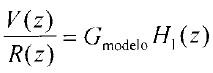 V(z)/R(z) = G_modelo H_1(z)